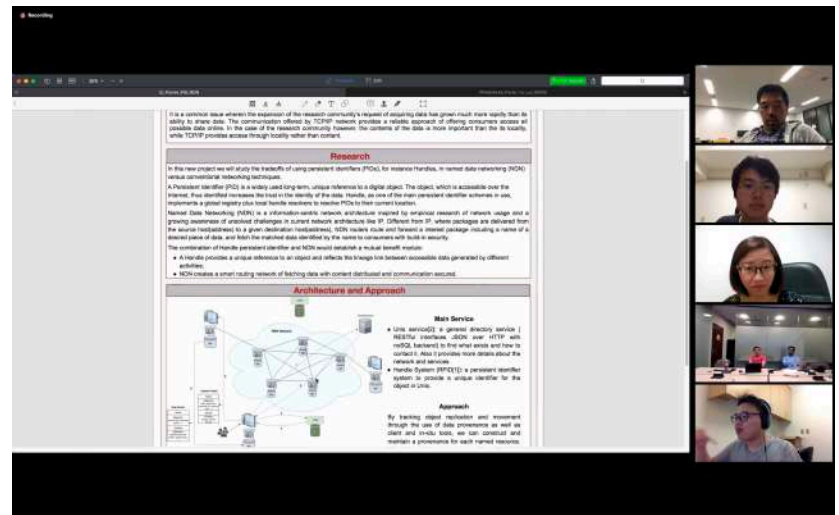 Recording
It is a common issue wherein the expansion of the research community's request of acquiring data has grown much more rapidly than its
ability to share data. The communication offered by TCP/IP network provides a reliable approach of offering consumers access all
possible data online. In the case of the research community however, the contents of the data is more important than the its locality,
while TCP/IP provides access through locality rather than content.
Research
In this new project we will study the tradeoffs of using persistent identifiers (PIDs), for instance Handles, in named data networking (NDN)
versus conventional networking techniques.
A Persistent Identifier (PID) is a widely used long-term, unique reference to a digital object. The object, which is accessible over the
internet, thus identified increases the trust in the identity of the data. Handle, as one of the main persistent identifier schemes in use,
implements a global registry plus local handle resolvers to resolve PIDs to their current location.
Named Data Networking (NDN) is a information-centric network architecture inspired by empirical research of network usage and a
growing awareness of unsolved challenges in current network architecture like IP. Different from IP, where packages are delivered from
the source host(address) to a given destination host(address), NDN routers route and forward a interest package including a name of a
desired piece of data, and fetch the matched data identified by the name to consumers with build-in security.
The combination of Handle persistent identifier and NDN would establish a mutual benefit module:
• A Handle provides a unique reference to an object and reflects the lineage link between accessible data generated by different
activities;
• NDN creates a smart routing network of fetching data with content distributed and communication secured.
Architecture and Approach
Main Service
• Unis service[2]: a general directory service (
RESTful interfaces JSON over HTTP with
noSQL backend) to find what exists and how to
contact it. Also it provides more details about the
network and services.
• Handle System (RPID[1]): a persistent identified
system to provide a unique identifier for the
object in Unis.
Approach
By tracking object replication and movement
through the use of data provenance as well as
client and in-situ tools, we can construct and
maintain a provenance for each named resource.